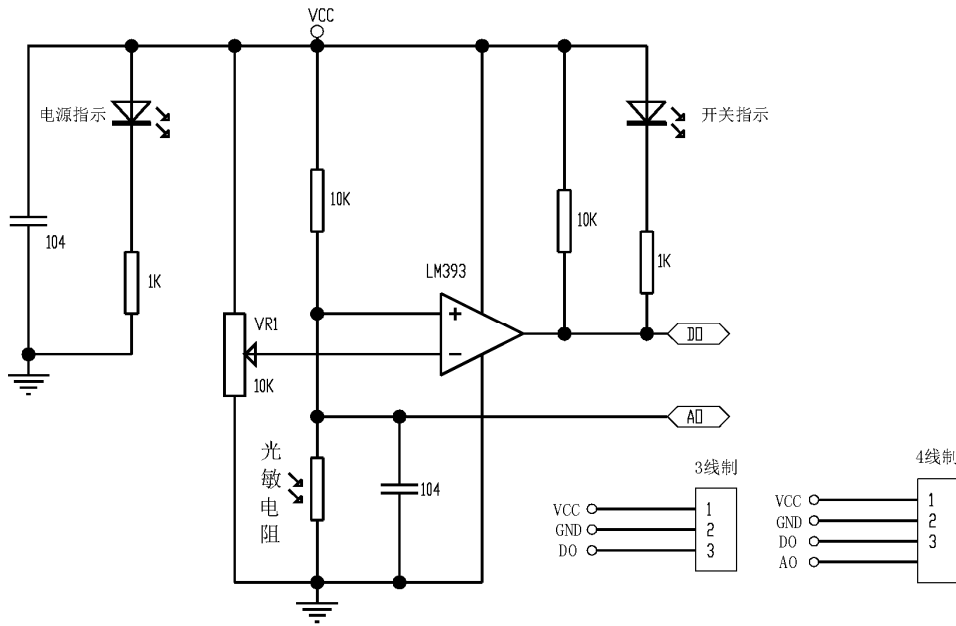 VCC
电源指示
开关指示
10K
10K
104
1K
LM393
1K
VR1
10K
DO
AO
光敏电阻
104
3线制
VCC 1
GND 2
DO 3
4线制
VCC 1
GND 2
DO 3
AO